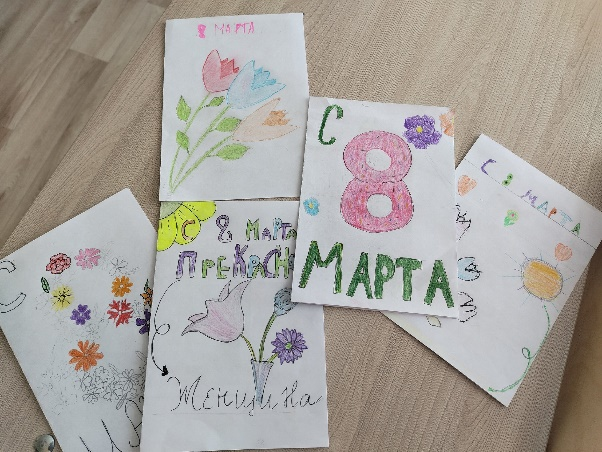 8 МАРТА
С
8
МАРТА
С 8 МАРТА
С 8 МАРТА
ПРЕКРАСН
Женщина
С